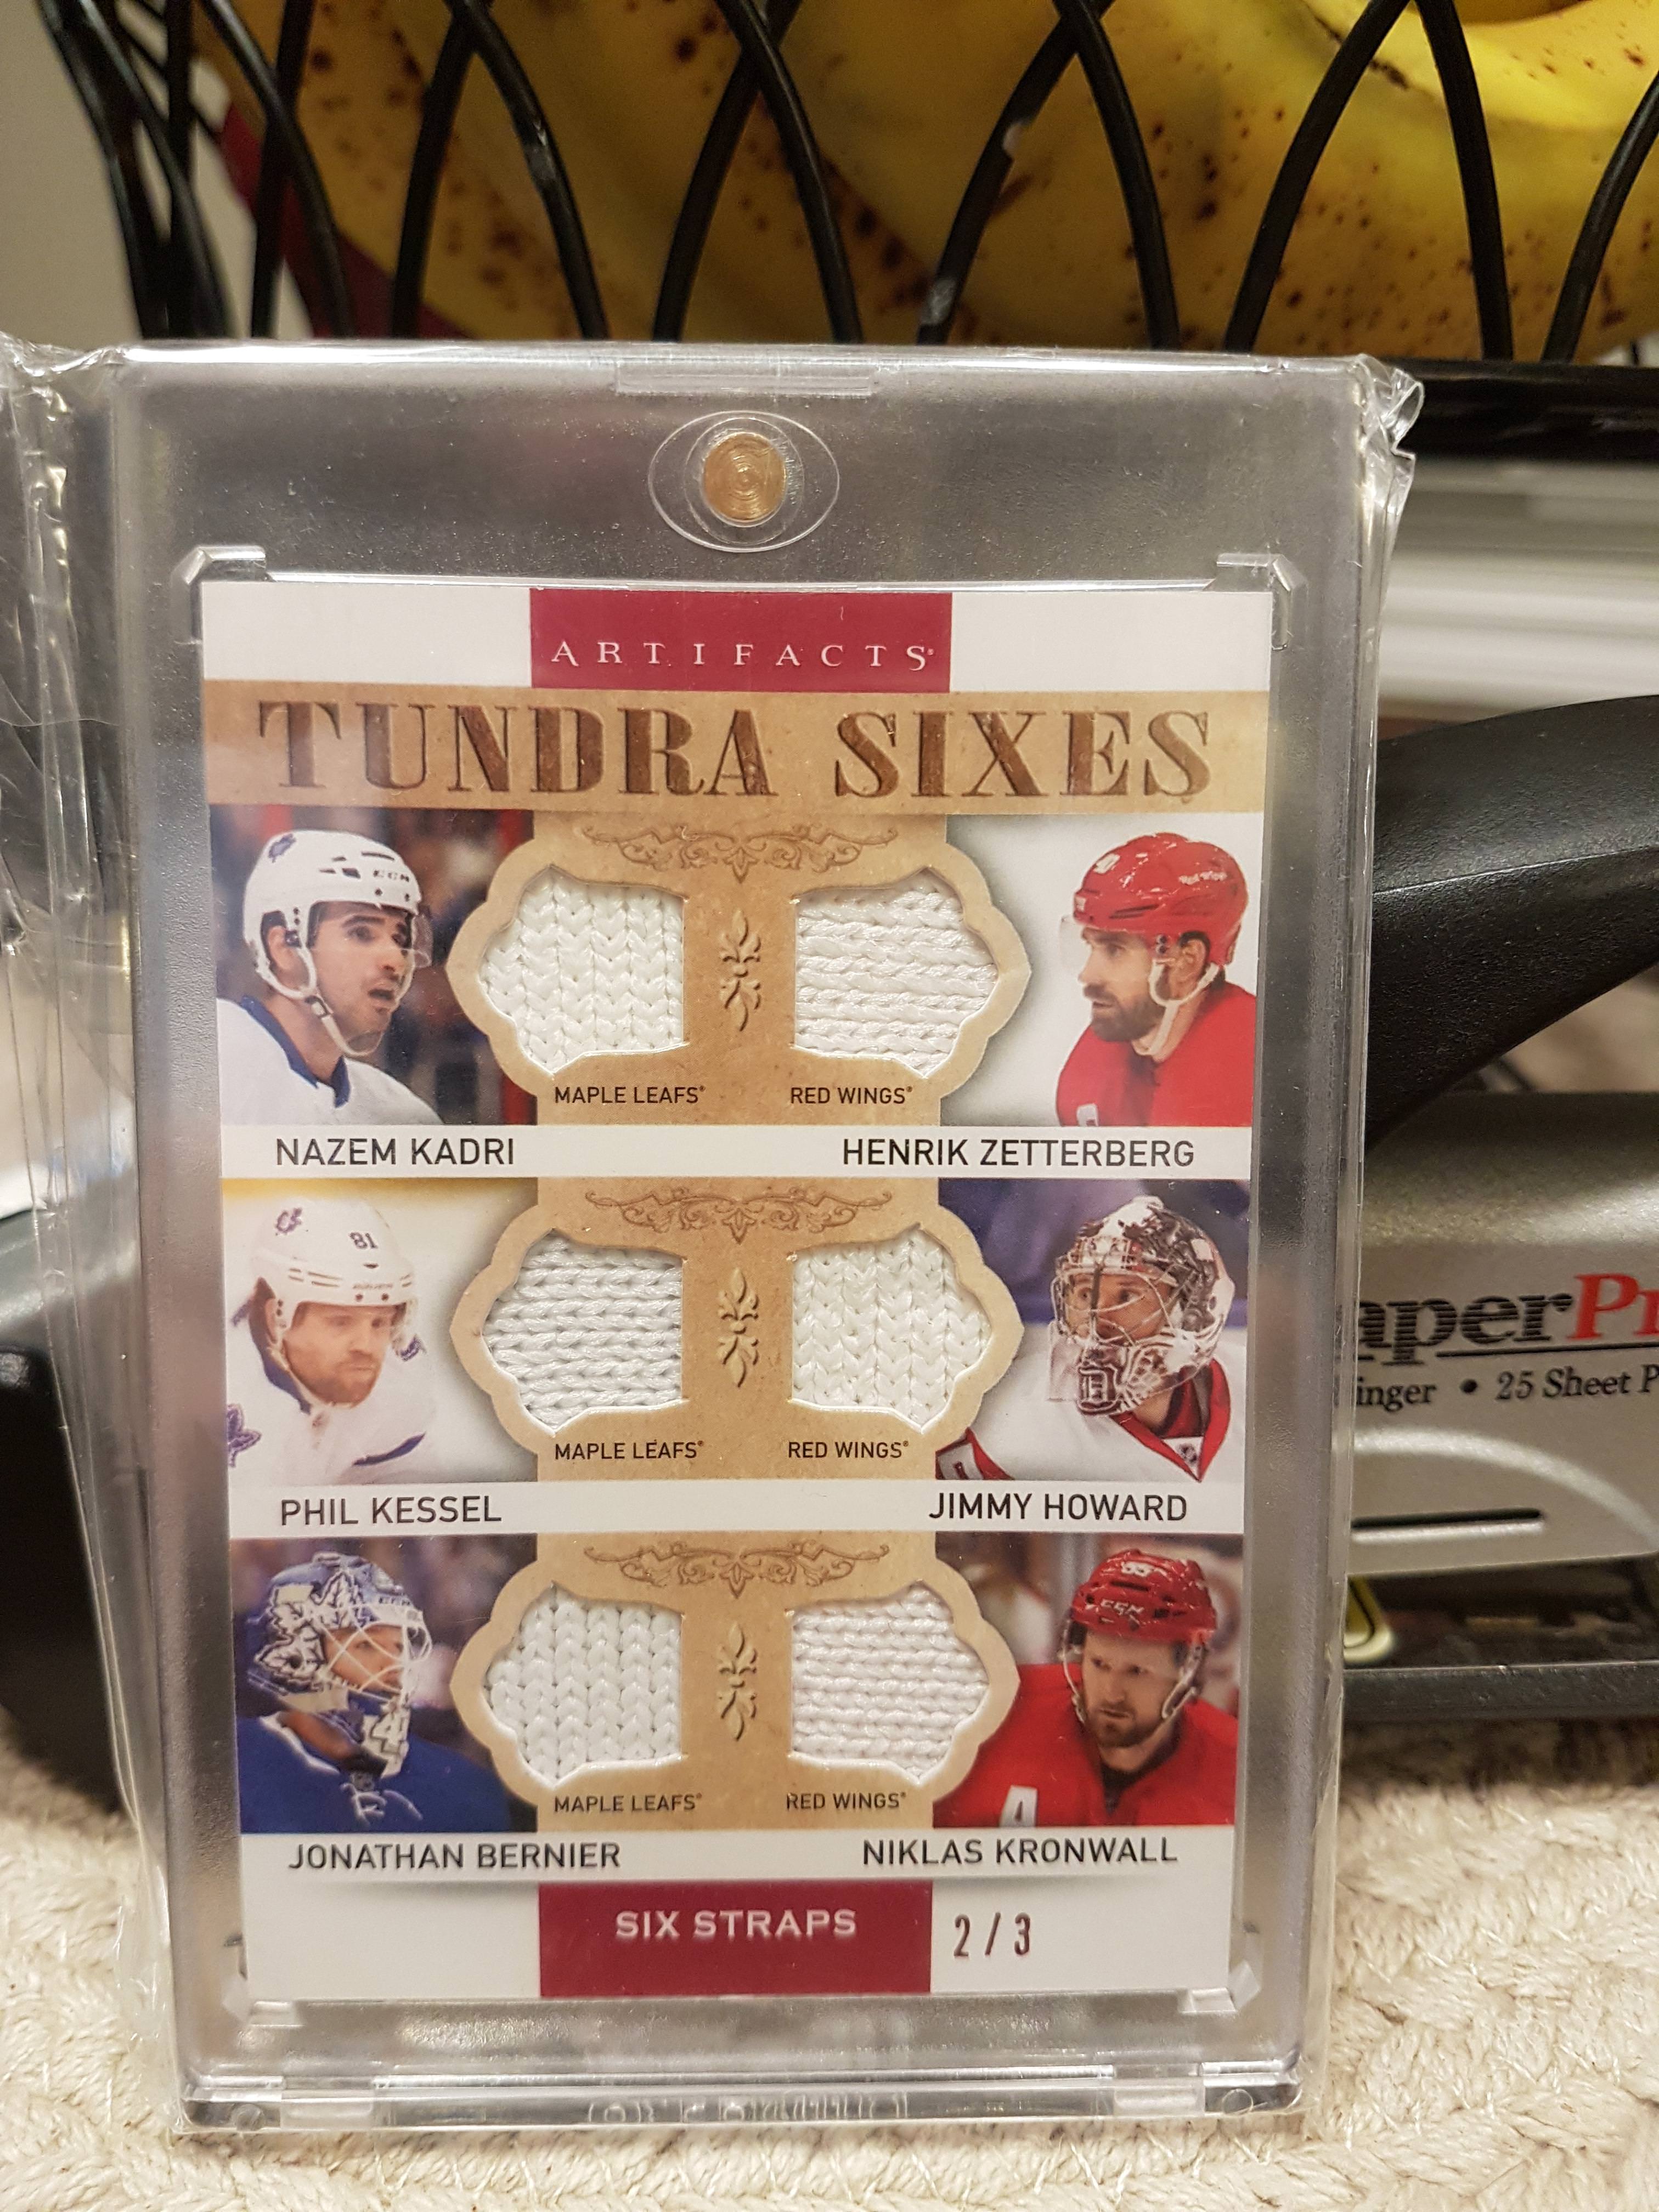 ARTIFACTS
TUNDRA SIXES
MAPLE LEAFS® RED WINGS®
NAZEM KADRI HENRIK ZETTERBERG
81
MAPLE LEAFS® RED WINGS®
PHIL KESSEL JIMMY HOWARD
MAPLE LEAFS® RED WINGS®
JONATHAN BERNIER NIKLAS KRONWALL
SIX STRAPS 2/3
25 Sheet